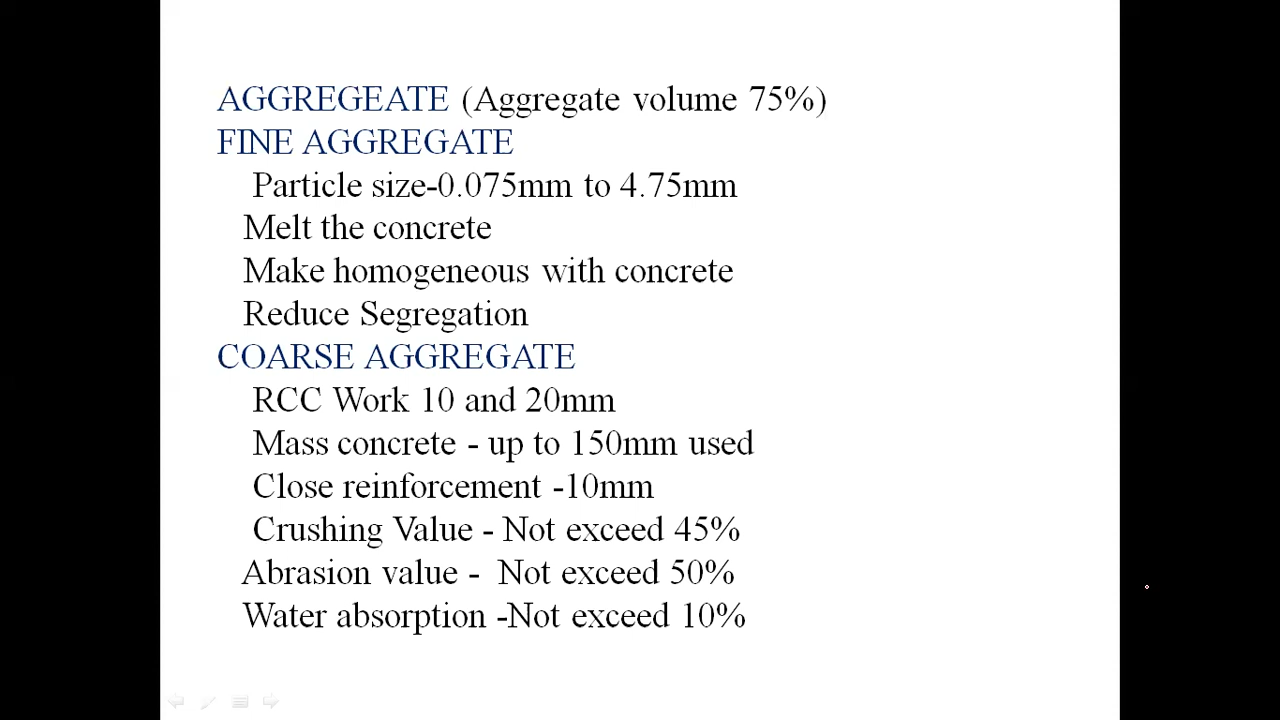 AGGREGEATE (Aggregate volume 75%)
FINE AGGREGATE
Particle size-0.075mm to 4.75mm
Melt the concrete
Make homogeneous with concrete
Reduce Segregation
COARSE AGGREGATE
RCC Work 10 and 20mm
Mass concrete - up to 150mm used
Close reinforcement -10mm
Crushing Value - Not exceed 45%
Abrasion value - Not exceed 50%
Water absorption -Not exceed 10%